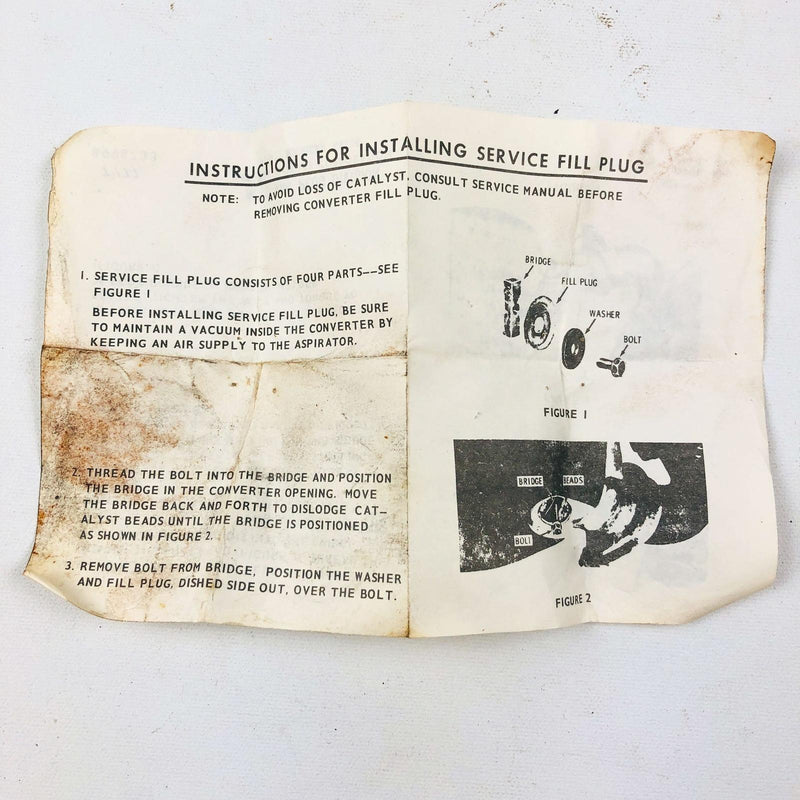 INSTRUCTIONS FOR INSTALLING SERVICE FILL PLUG
NOTE: TO AVOID LOSS OF CATALYST, CONSULT SERVICE MANUAL BEFORE
REMOVING CONVERTER FILL PLUG.
1. SERVICE FILL PLUG CONSISTS OF FOUR PARTS--SEE
FIGURE 1
BEFORE INSTALLING SERVICE FILL PLUG, BE SURE
TO MAINTAIN A VACUUM INSIDE THE CONVERTER BY
KEEPING AN AIR SUPPLY TO THE ASPIRATOR.
2. THREAD THE BOLT INTO THE BRIDGE AND POSITION
THE BRIDGE IN THE CONVERTER OPENING. MOVE
THE BRIDGE BACK AND FORTH TO DISLODGE CAT-
ALYST BEADS UNTIL THE BRIDGE IS POSITIONED
AS SHOWN IN FIGURE 2.
3. REMOVE BOLT FROM BRIDGE, POSITION THE WASHER
AND FILL PLUG, DISHED SIDE OUT, OVER THE BOLT.
BRIDGE
FILL PLUG
WASHER
BOLT
FIGURE 1
BRIDGE BEADS
BOLT
FIGURE 2